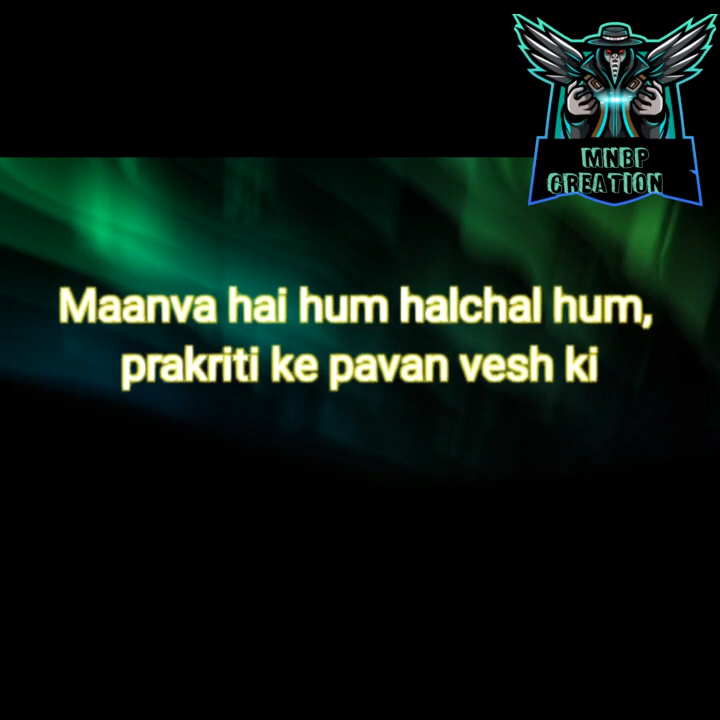 MNBP
CREATION
Maanva hai hum halchal hum,
prakriti ke pavan vesh ki